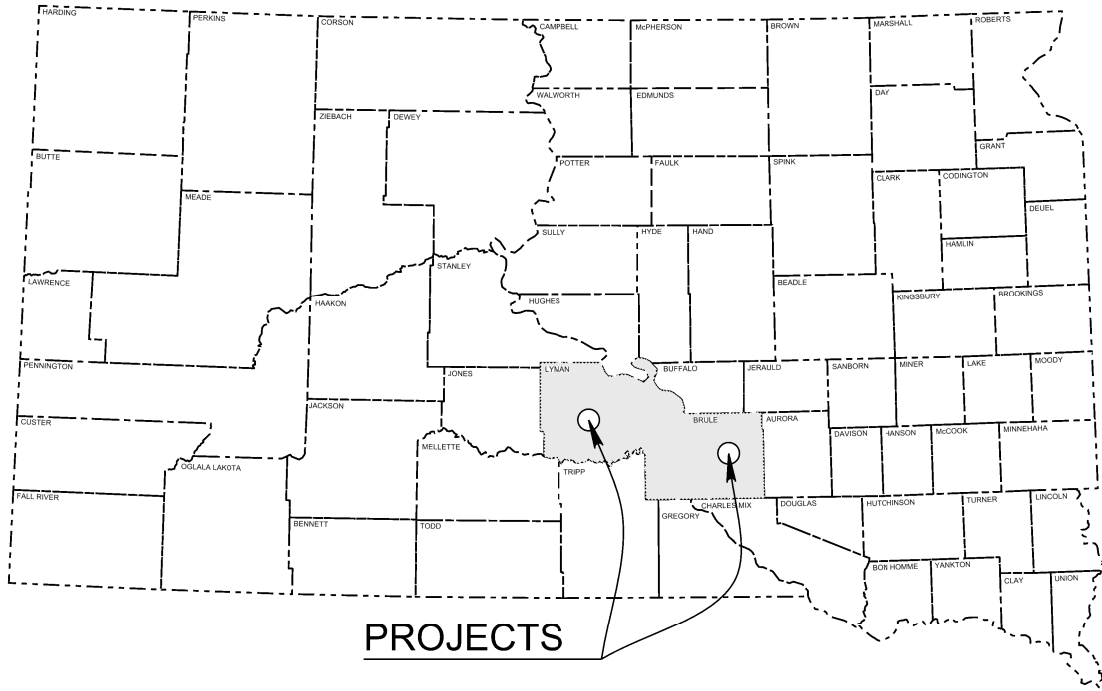 HARDING
PERKINS
CORSON
CAMPBELL
McPHERSON
BROWN
MARSHALL
ROBERTS
WALWORTH
EDMUNDS
DAY
ZIEBACH
DEWEY
GRANT
BUTTE
POTTER
FAULK
SPINK
CLARK
CODINGTON
MEADE
DEUEL
SULLY
HYDE
HAND
HAMLIN
STANLEY
LAWRENCE
BEADLE
HAAKON
HUGHES
KINGSBURY
BROOKINGS
PENNINGTON
JONES
LYNAN
BUFFALO
JERAULD
SANBORN
MINER
LAKE
MOODY
JACKSON
CUSTER
BRULE
AURORA
DAVISON
HANSON
McCOOK
MINNEHAHA
MELLETTE
OGLALA LAKOTA
TRIPP
FALL RIVER
CHARLES MIX
DOUGLAS
HUTCHINSON
TURNER
LINCOLN
GREGORY
BENNETT
TODD
BON HOMME
YANKTON
CLAY
UNION
PROJECTS